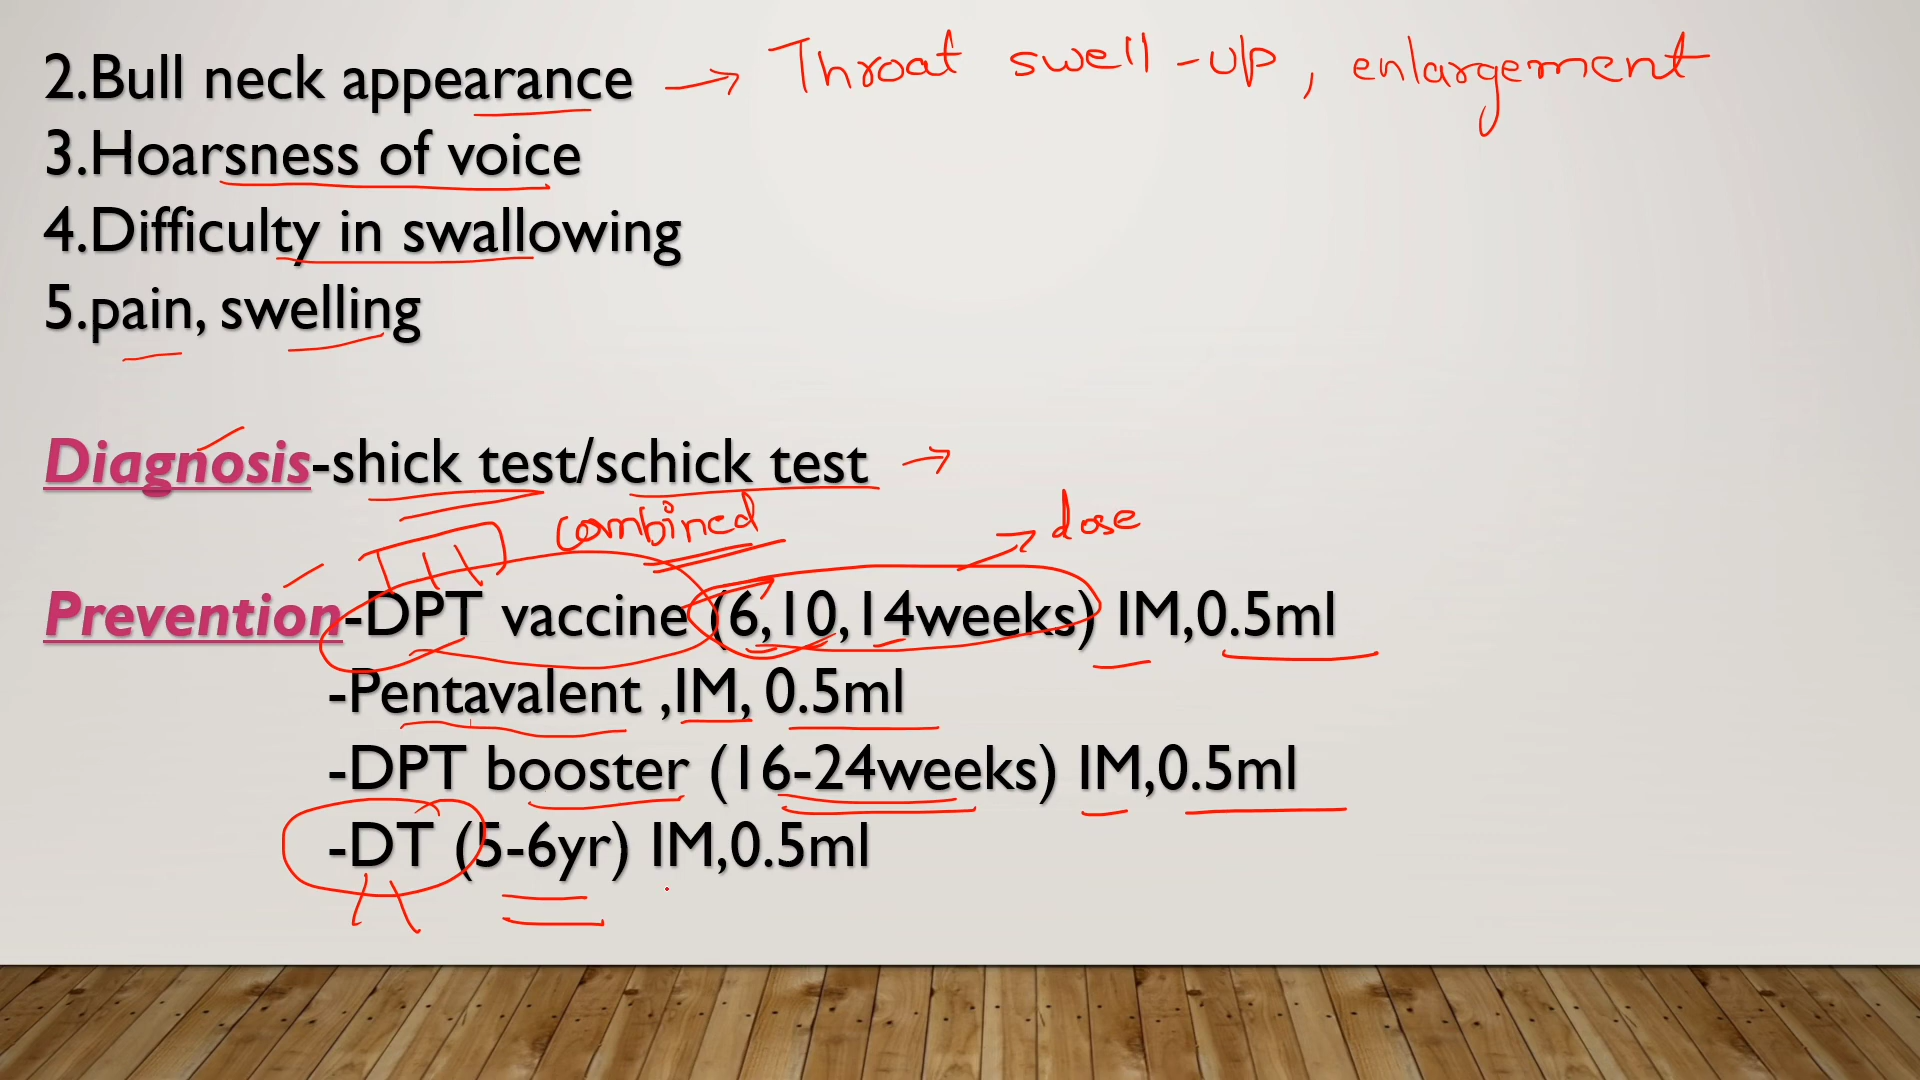 2.Bull neck appearance → Throat swell-up, enlargement
3.Hoarsness of voice
4.Difficulty in swallowing
5.pain, swelling
Diagnosis-shick test/schick test →
combined → dose
Prevention-DPT vaccine (6,10,14weeks) IM,0.5ml
-Pentavalent ,IM, 0.5ml
-DPT booster (16-24weeks) IM,0.5ml
-DT (5-6yr) IM,0.5ml